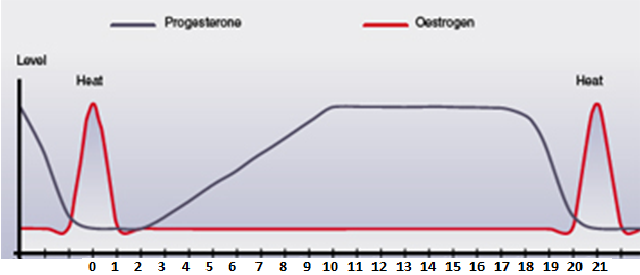 Progesterone Oestrogen
Level
Heat Heat
0 1 2 3 4 5 6 7 8 9 10 11 12 13 14 15 16 17 18 19 20 21